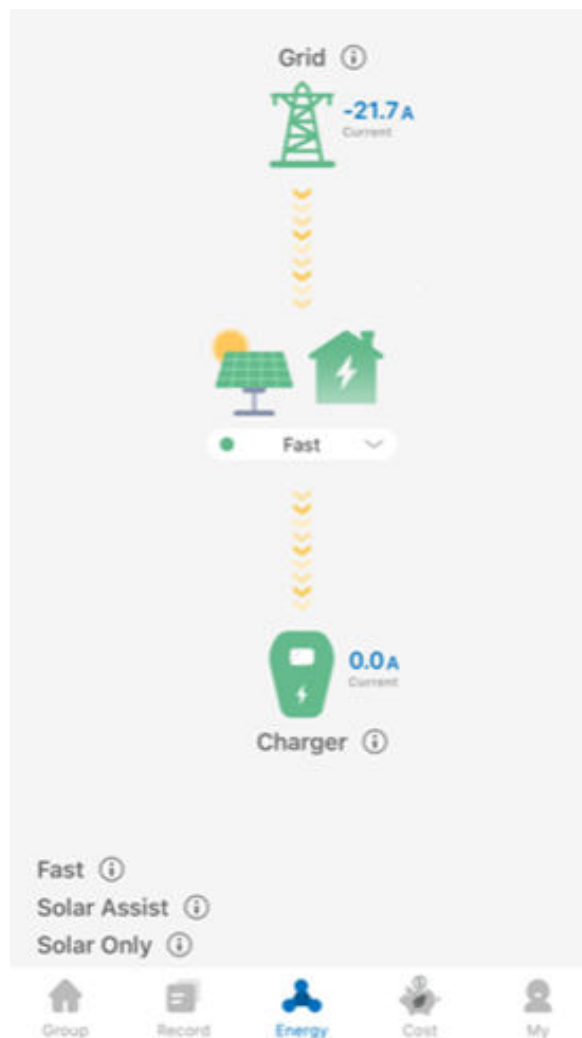 Grid
-21.7A
Current
Fast
0.0A
Current
Charger
Fast
Solar Assist
Solar Only
Group Record Energy Cost My